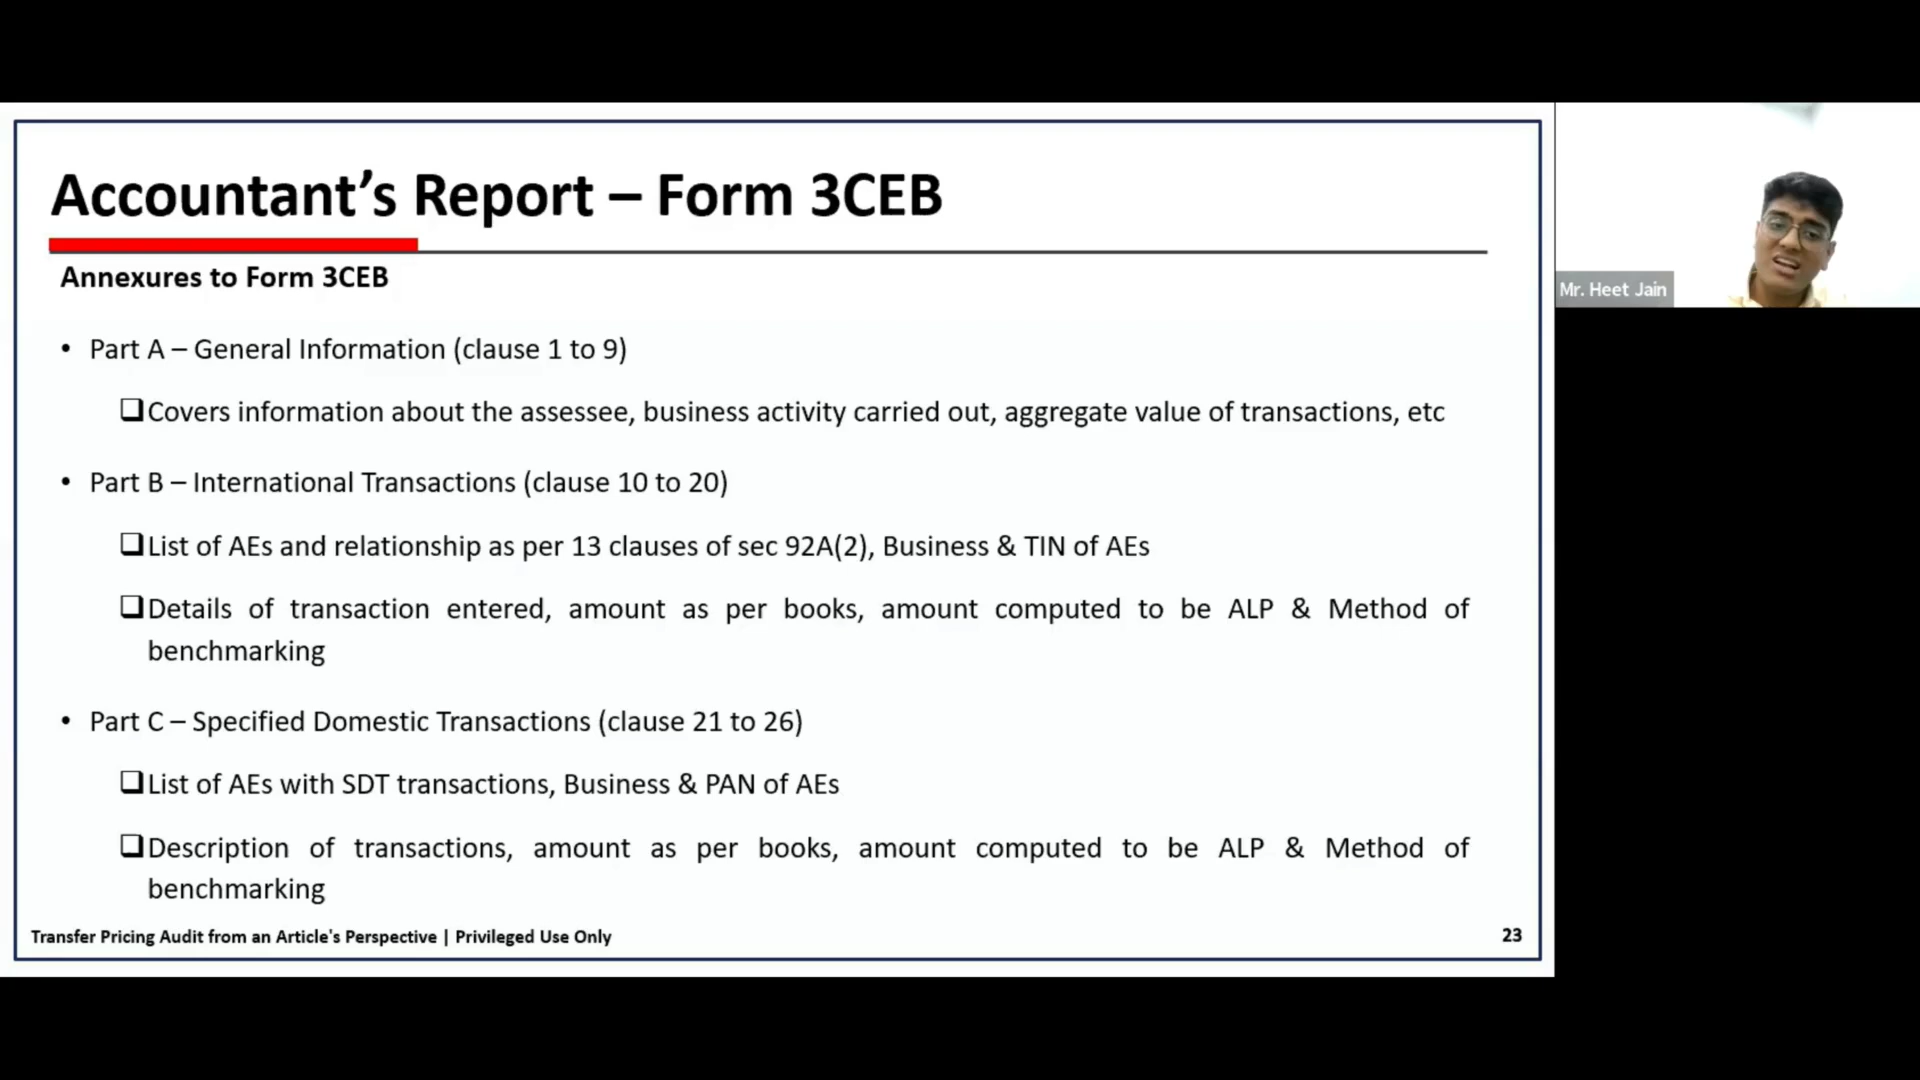 Accountant’s Report – Form 3CEB
Annexures to Form 3CEB
• Part A – General Information (clause 1 to 9)
❑Covers information about the assessee, business activity carried out, aggregate value of transactions, etc
• Part B – International Transactions (clause 10 to 20)
❑List of AEs and relationship as per 13 clauses of sec 92A(2), Business & TIN of AEs
❑Details of transaction entered, amount as per books, amount computed to be ALP & Method of
benchmarking
• Part C – Specified Domestic Transactions (clause 21 to 26)
❑List of AEs with SDT transactions, Business & PAN of AEs
❑Description of transactions, amount as per books, amount computed to be ALP & Method of
benchmarking
Transfer Pricing Audit from an Article's Perspective | Privileged Use Only
23
Mr. Heet Jain